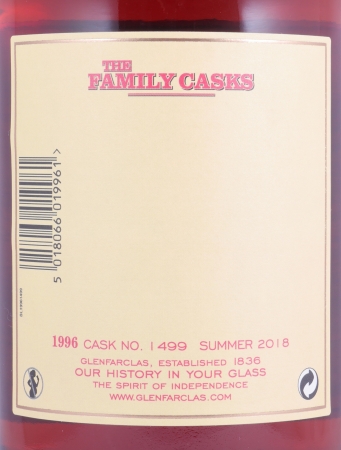 THE
FAMILY CASKS
5 018066 019961 >
1996 CASK NO. 1499 SUMMER 2018
GLENFARCLAS, ESTABLISHED 1836
OUR HISTORY IN YOUR GLASS
THE SPIRIT OF INDEPENDENCE
WWW.GLENFARCLAS.COM